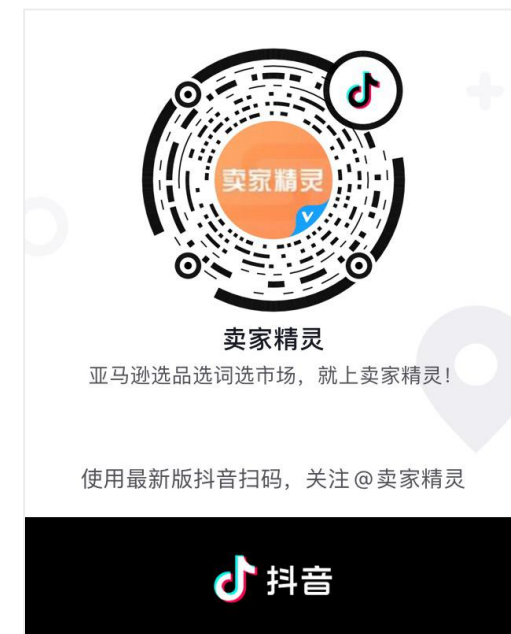 卖家精灵
卖家精灵
亚马逊选品选词选市场，就上卖家精灵！
使用最新版抖音扫码，关注@卖家精灵
抖音